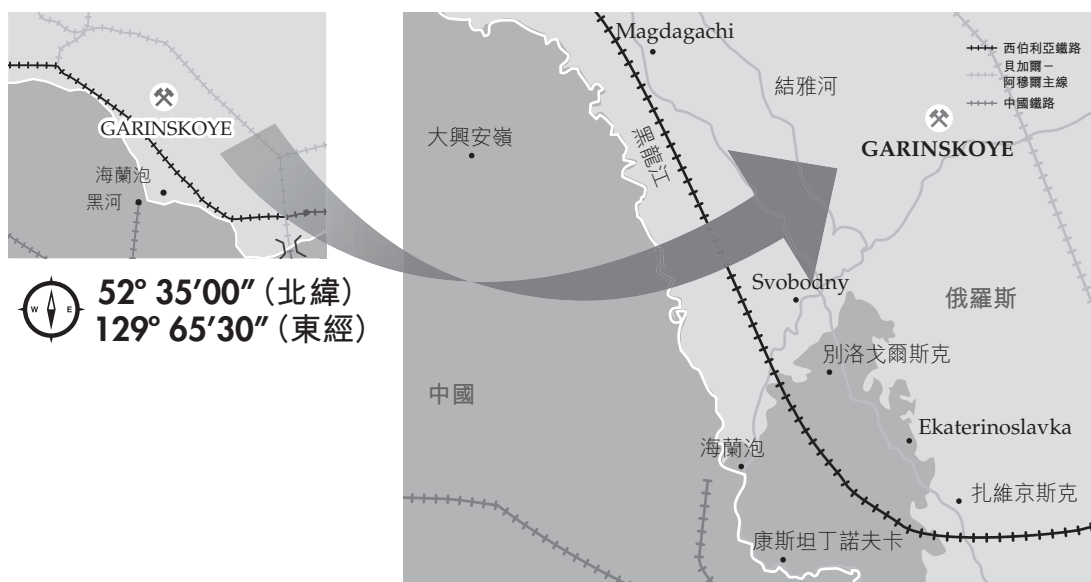 GARINSKOYE
海蘭泡
黑河
W E
52° 35′00″ (北緯)
129° 65′30″ (東經)
Magdagachi
結雅河
大興安嶺
黑龍江
西伯利亞鐵路
貝加爾－
阿穆爾主線
中國鐵路
GARINSKOYE
Svobodny
俄羅斯
別洛戈爾斯克
中國
Ekaterinoslavka
海蘭泡
扎維京斯克
康斯坦丁諾夫卡